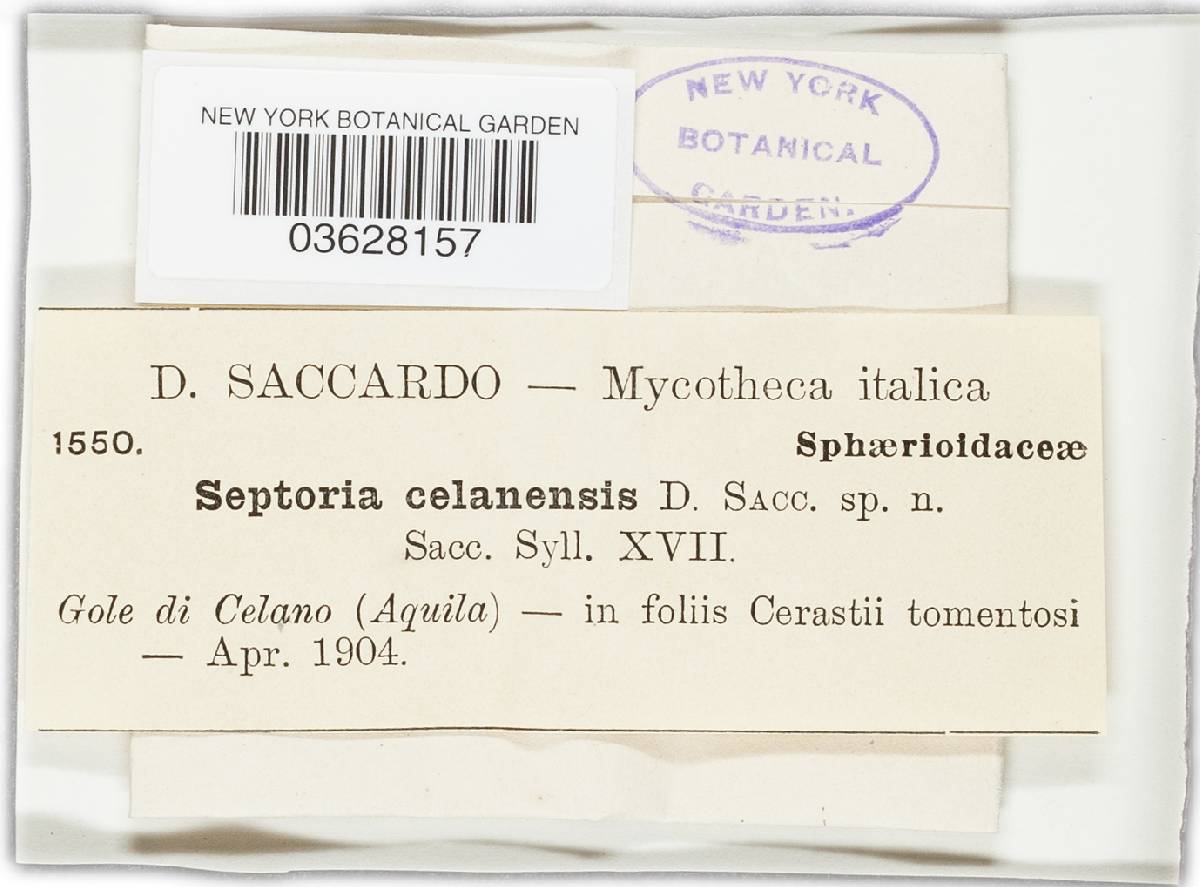 NEW YORK BOTANICAL GARDEN
03628157
NEW YORK
BOTANICAL
GARDEN.
D. SACCARDO — Mycotheca italica
1550. Sphærioidaceæ
Septoria celanensis D. SACC. sp. n.
Sacc. Syll. XVII.
Gole di Celano (Aquila) — in foliis Cerastii tomentosi
— Apr. 1904.